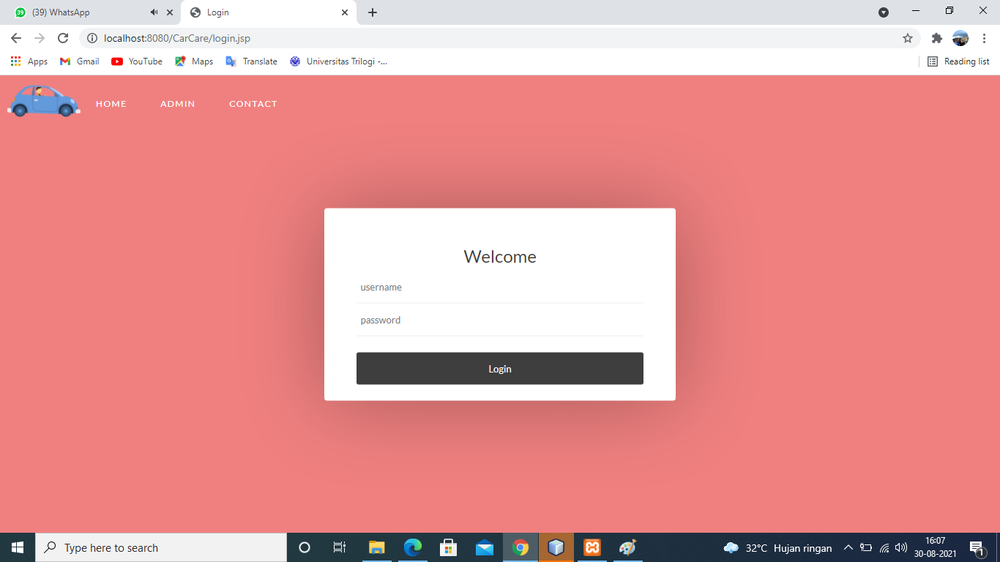 39 (39) WhatsApp Login
localhost:8080/CarCare/login.jsp
Apps Gmail YouTube Maps Translate Universitas Trilogi -... Reading list
HOME ADMIN CONTACT
Welcome
username
password
Login
Type here to search 32°C Hujan ringan 16:07
30-08-2021 1